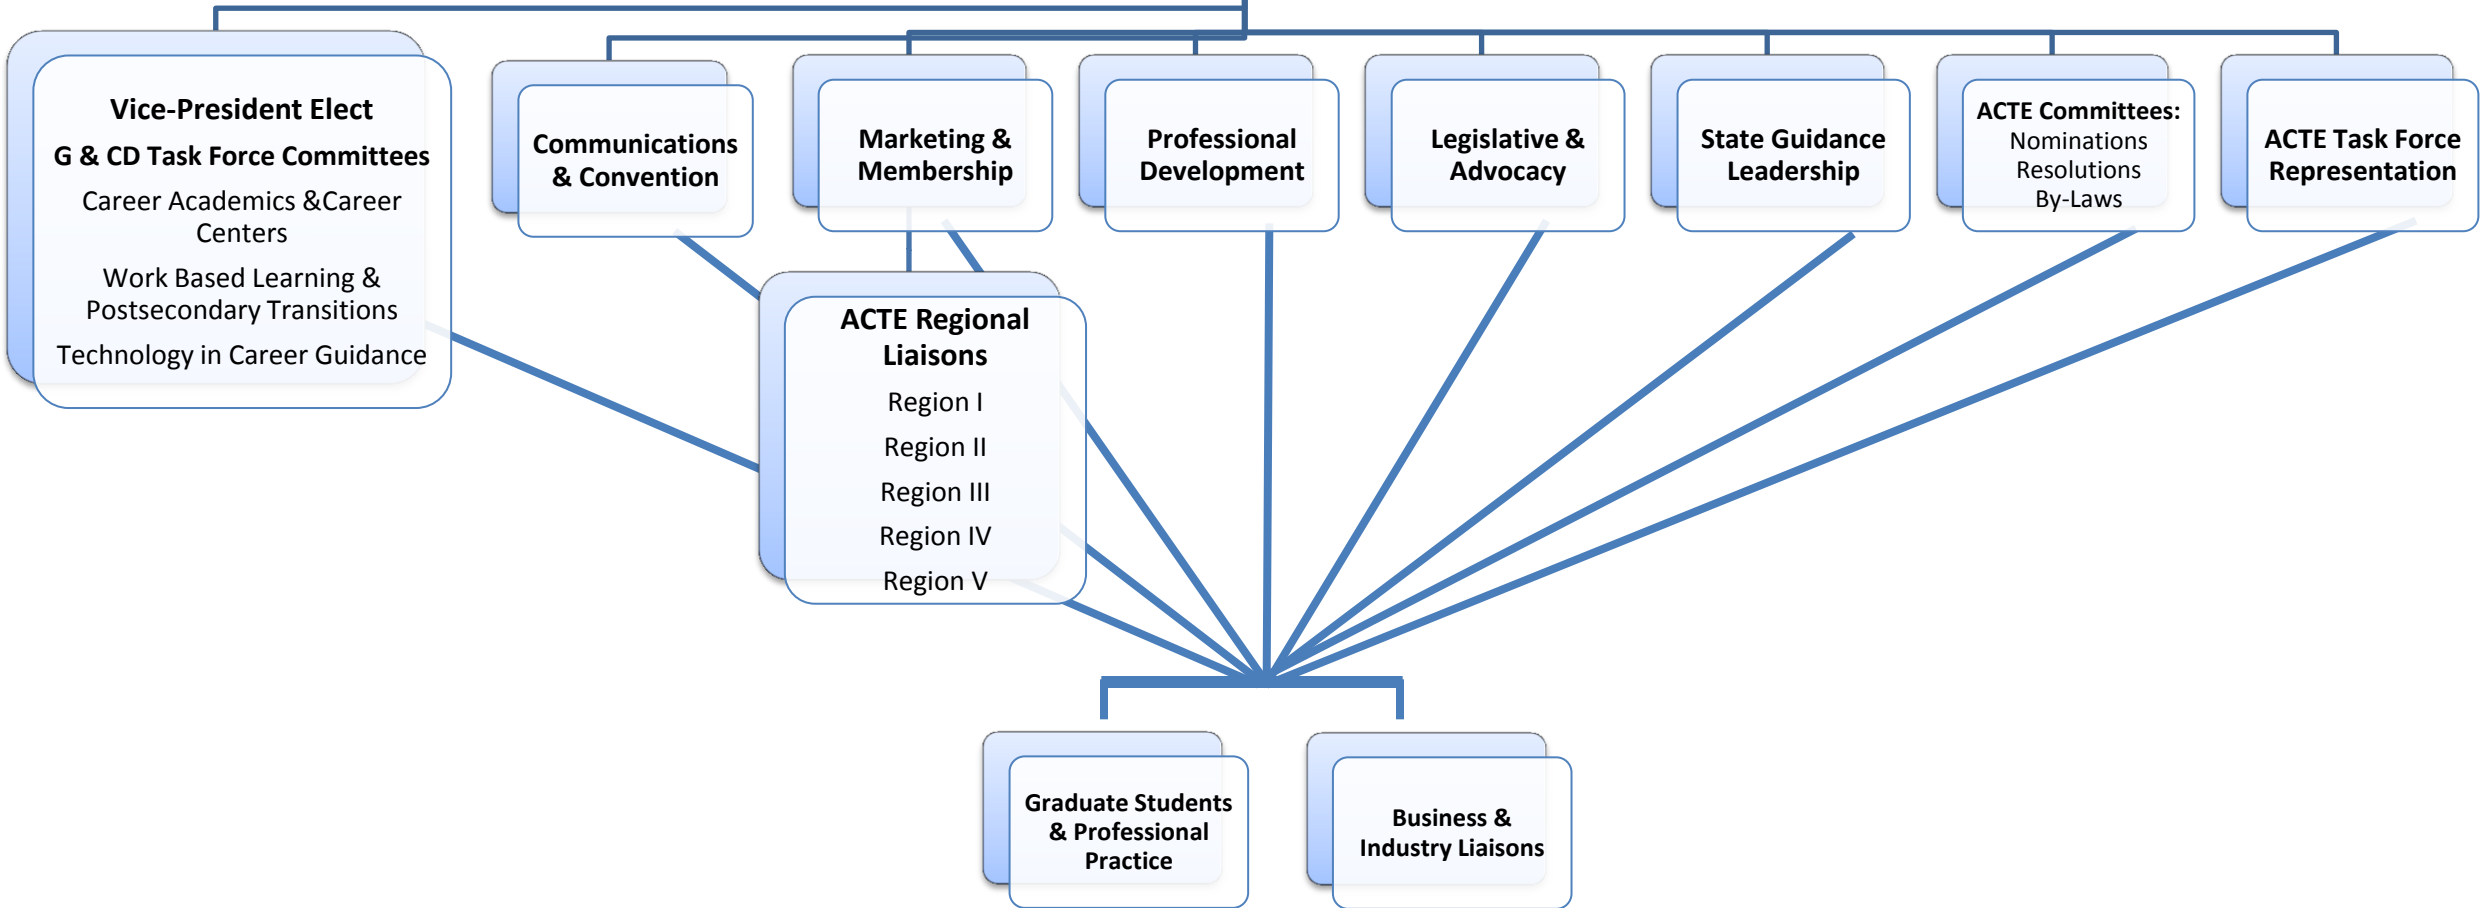 Vice-President Elect
G & CD Task Force Committees
Career Academics &Career
Centers
Work Based Learning &
Postsecondary Transitions
Technology in Career Guidance
Communications
& Convention
Marketing &
Membership
Professional
Development
Legislative &
Advocacy
State Guidance
Leadership
ACTE Committees:
Nominations
Resolutions
By-Laws
ACTE Task Force
Representation
ACTE Regional
Liaisons
Region I
Region II
Region III
Region IV
Region V
Graduate Students
& Professional
Practice
Business &
Industry Liaisons